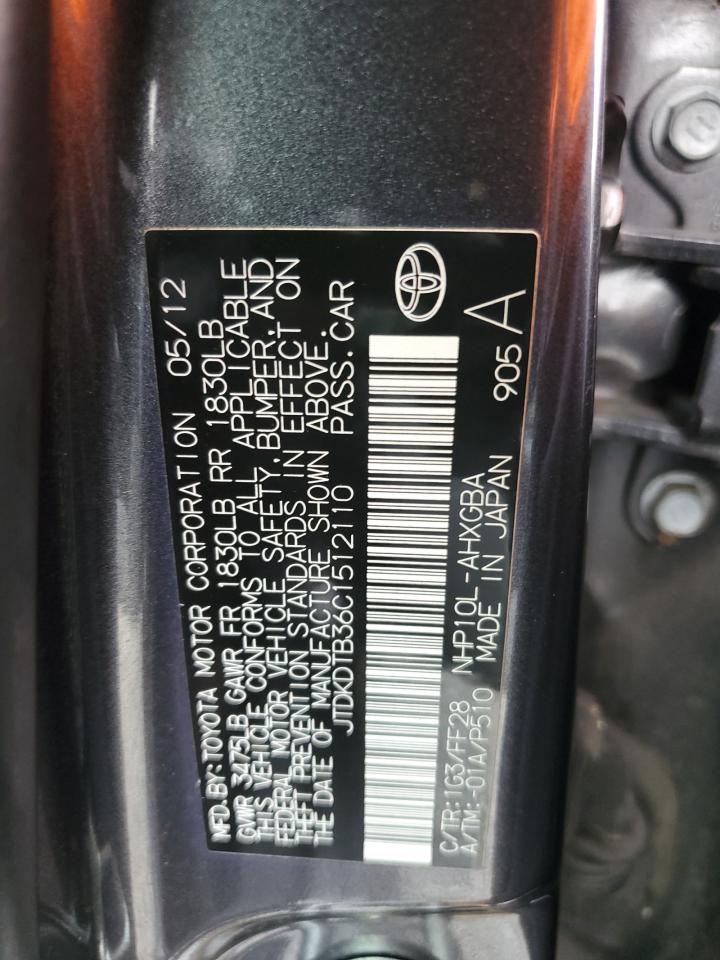 MFD.BY:TOYOTA MOTOR CORPORATION 05/12
GVWR 3475LB GAWR FR 1830LB RR 1830LB
THIS VEHICLE CONFORMS TO ALL APPLICABLE
FEDERAL MOTOR VEHICLE SAFETY,BUMPER,AND
THEFT PREVENTION STANDARDS IN EFFECT ON
THE DATE OF MANUFACTURE SHOWN ABOVE.
JTDKDTB36C1512110 PASS.CAR
C/TR:1G3/FF28 NHP10L-AHXGBA 905 A
A/TM:-01A/P510 MADE IN JAPAN